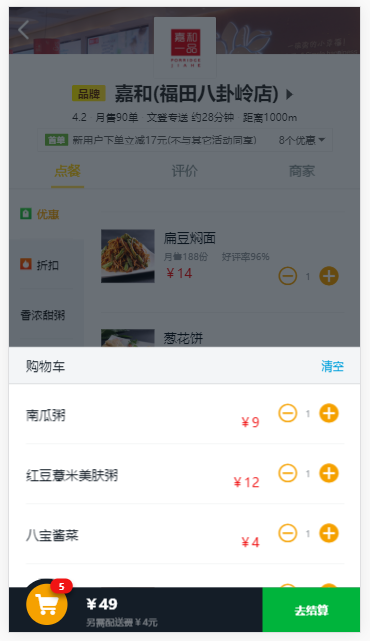 嘉和
一品
品牌 嘉和(福田八卦岭店)
4.2 月售90单 文登专送 约28分钟 距离1000m
首单 新用户下单立减17元(不与其它活动同享) 8个优惠
点餐 评价 商家
优惠
扁豆焖面
月售188份 好评率96%
¥14 1
折扣
香浓甜粥
葱花饼
购物车 清空
南瓜粥
¥9 1
红豆薏米美肤粥
¥12 1
八宝酱菜
¥4 1
5
¥49
另需配送费¥4元
去结算